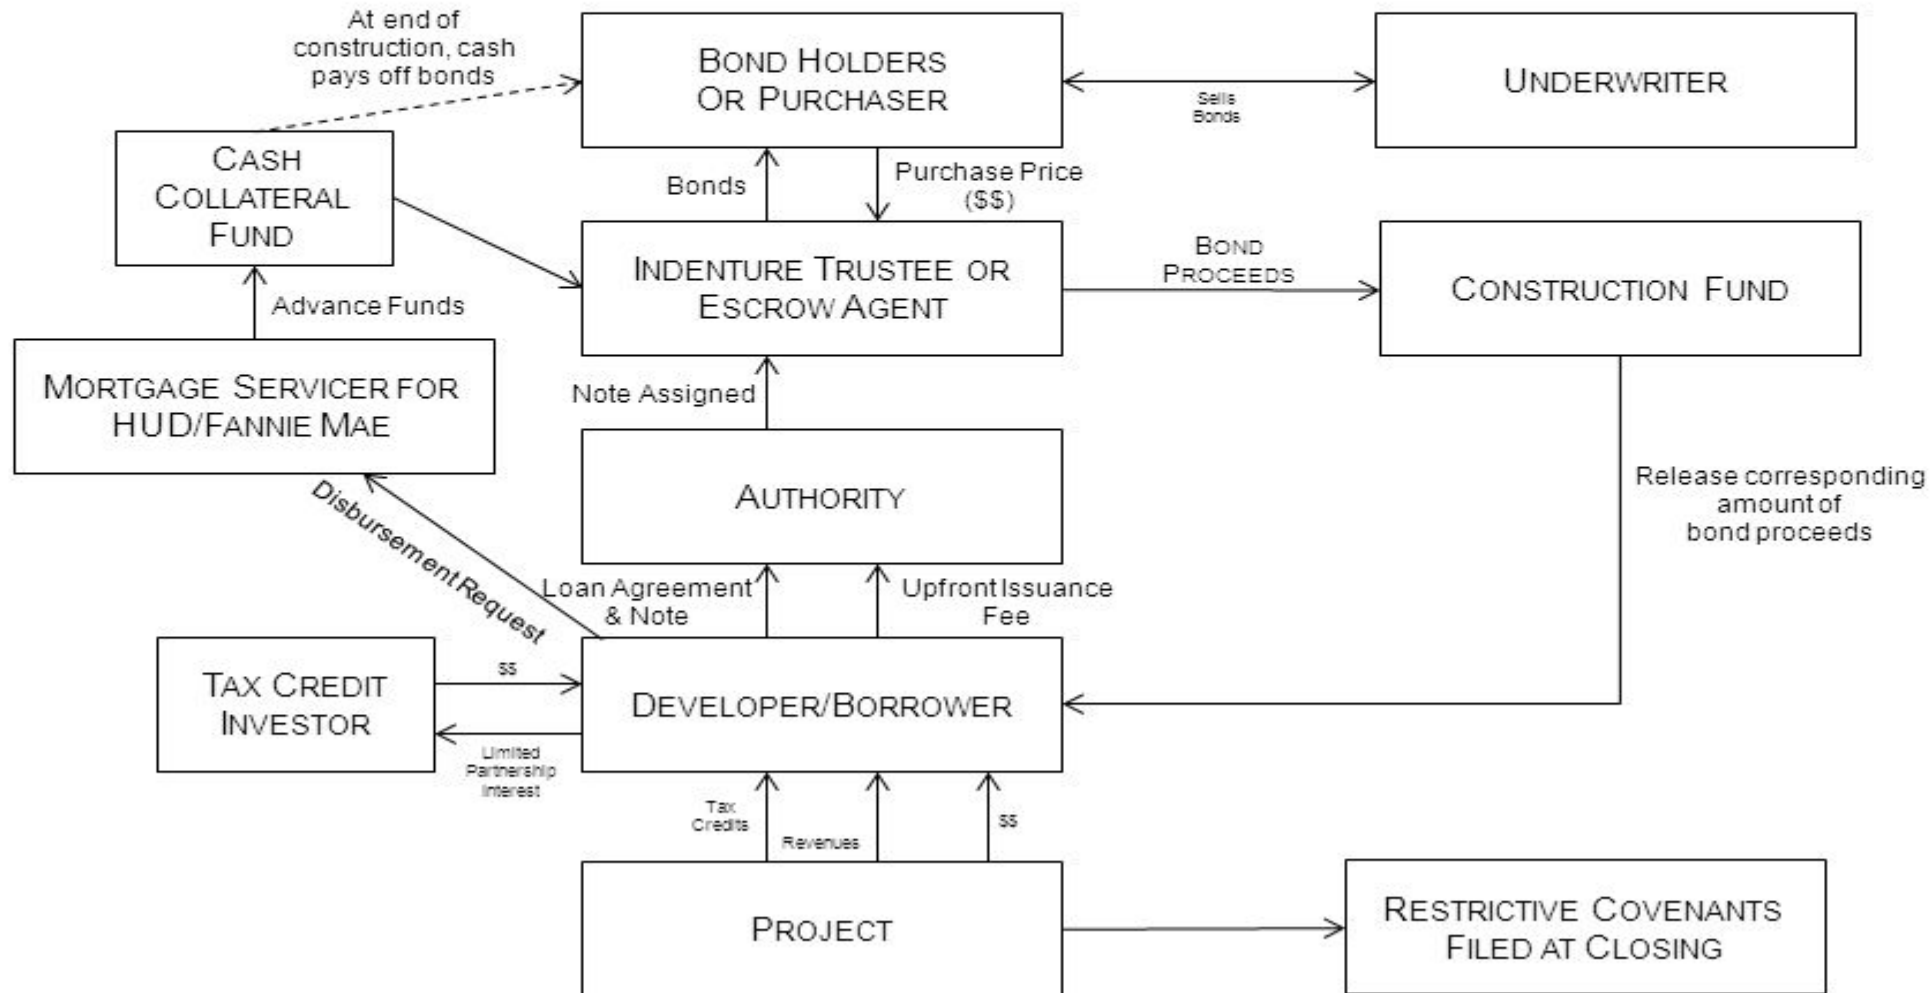 At end of
construction, cash
pays off bonds
BOND HOLDERS
OR PURCHASER
UNDERWRITER
Sells
Bonds
CASH
COLLATERAL
FUND
Bonds
Purchase Price
($$)
INDENTURE TRUSTEE OR
ESCROW AGENT
BOND
PROCEEDS
CONSTRUCTION FUND
Advance Funds
MORTGAGE SERVICER FOR
HUD/FANNIE MAE
Note Assigned
AUTHORITY
Release corresponding
amount of
bond proceeds
Disbursement Request
Loan Agreement
& Note
Upfront Issuance
Fee
TAX CREDIT
INVESTOR
$$
DEVELOPER/BORROWER
Limited
Partnership
Interest
Tax
Credits
Revenues
$$
PROJECT
RESTRICTIVE COVENANTS
FILED AT CLOSING